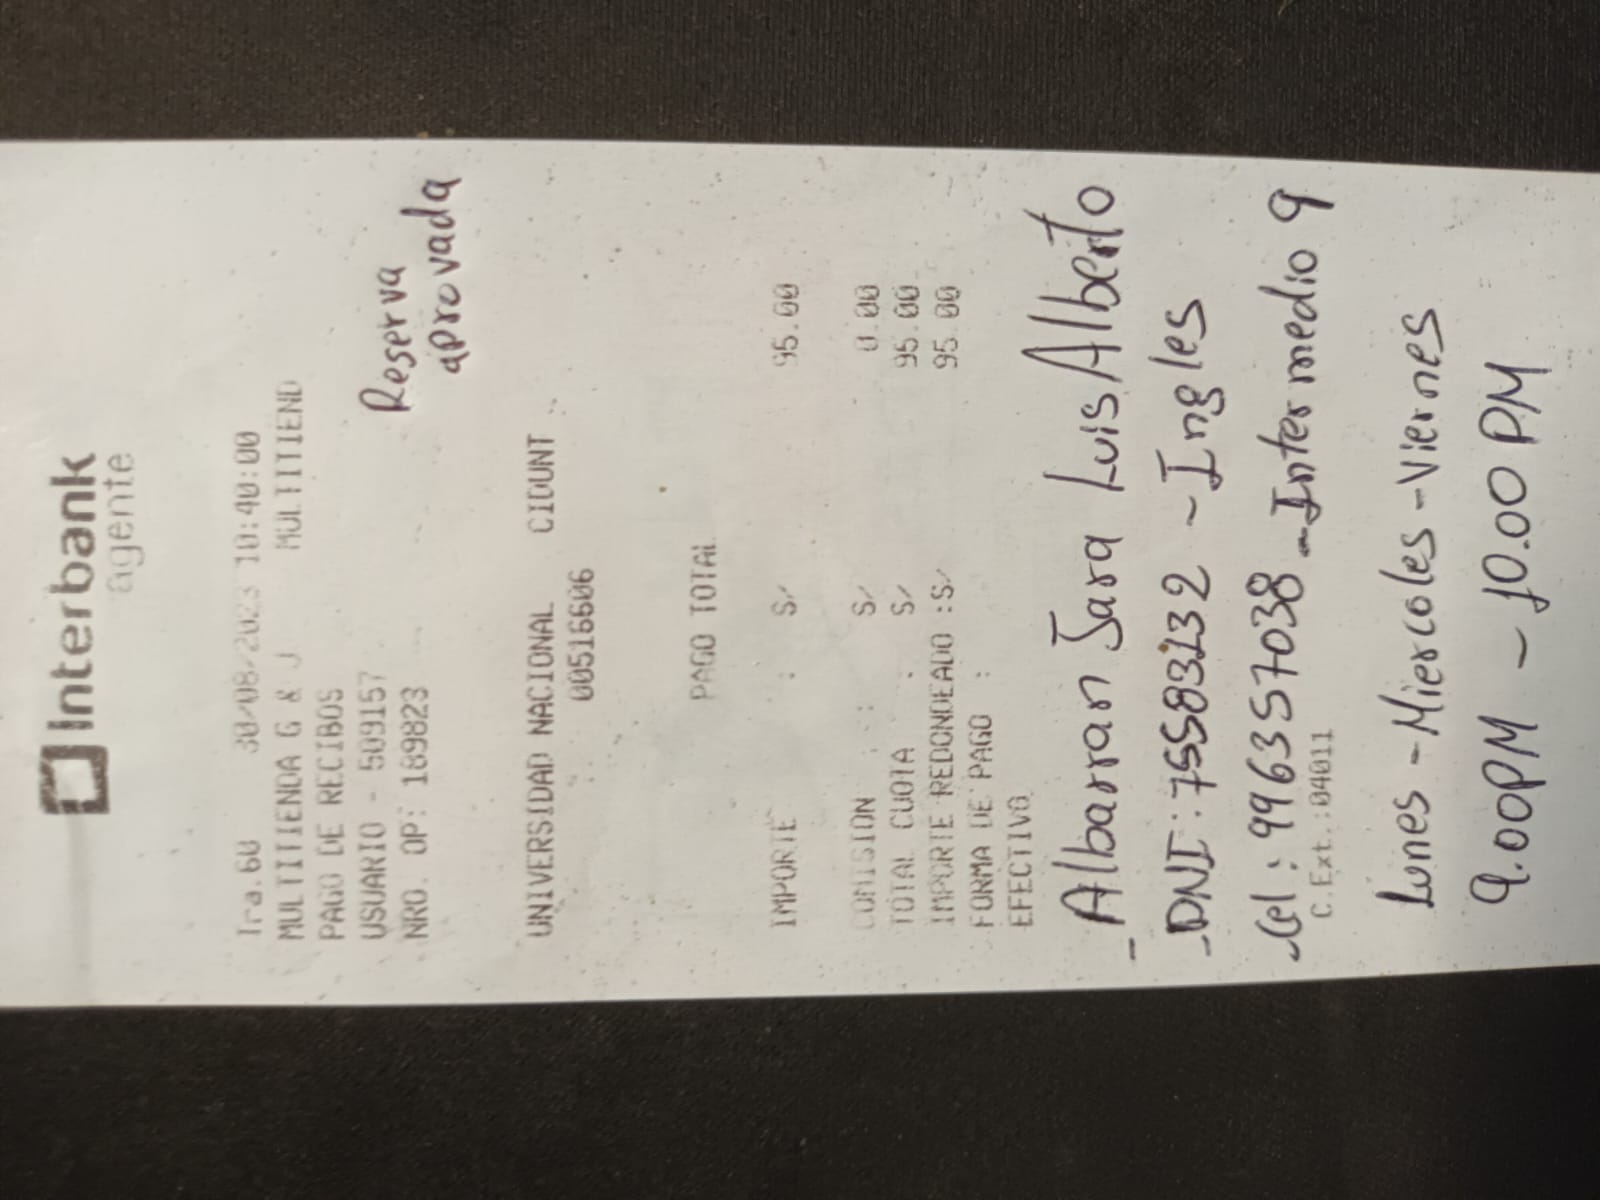 Interbank
agente
Tra.60 30/08/2023 10:40:00
MULTITIENDA G & J MULTITIEND
PAGO DE RECIBOS
USUARIO - 509157
NRO. OP: 189823
Reserva
aprovada
UNIVERSIDAD NACIONAL CIDUNT
: 00516606
PAGO TOTAL
IMPORTE : S/ 95.00
COMISION : S/ 0.00
TOTAL CUOTA : S/ 95.00
IMPORTE REDONDEADO :S/ 95.00
FORMA DE PAGO :
EFECTIVO
- Albarran Jara Luis Alberto
- DNI : 75583232 - Ingles
- Cel : 996357038 - Intermedio 9
C.Ext.:04011
Lunes - Miercoles - Viernes
9.00PM - 10.00 PM